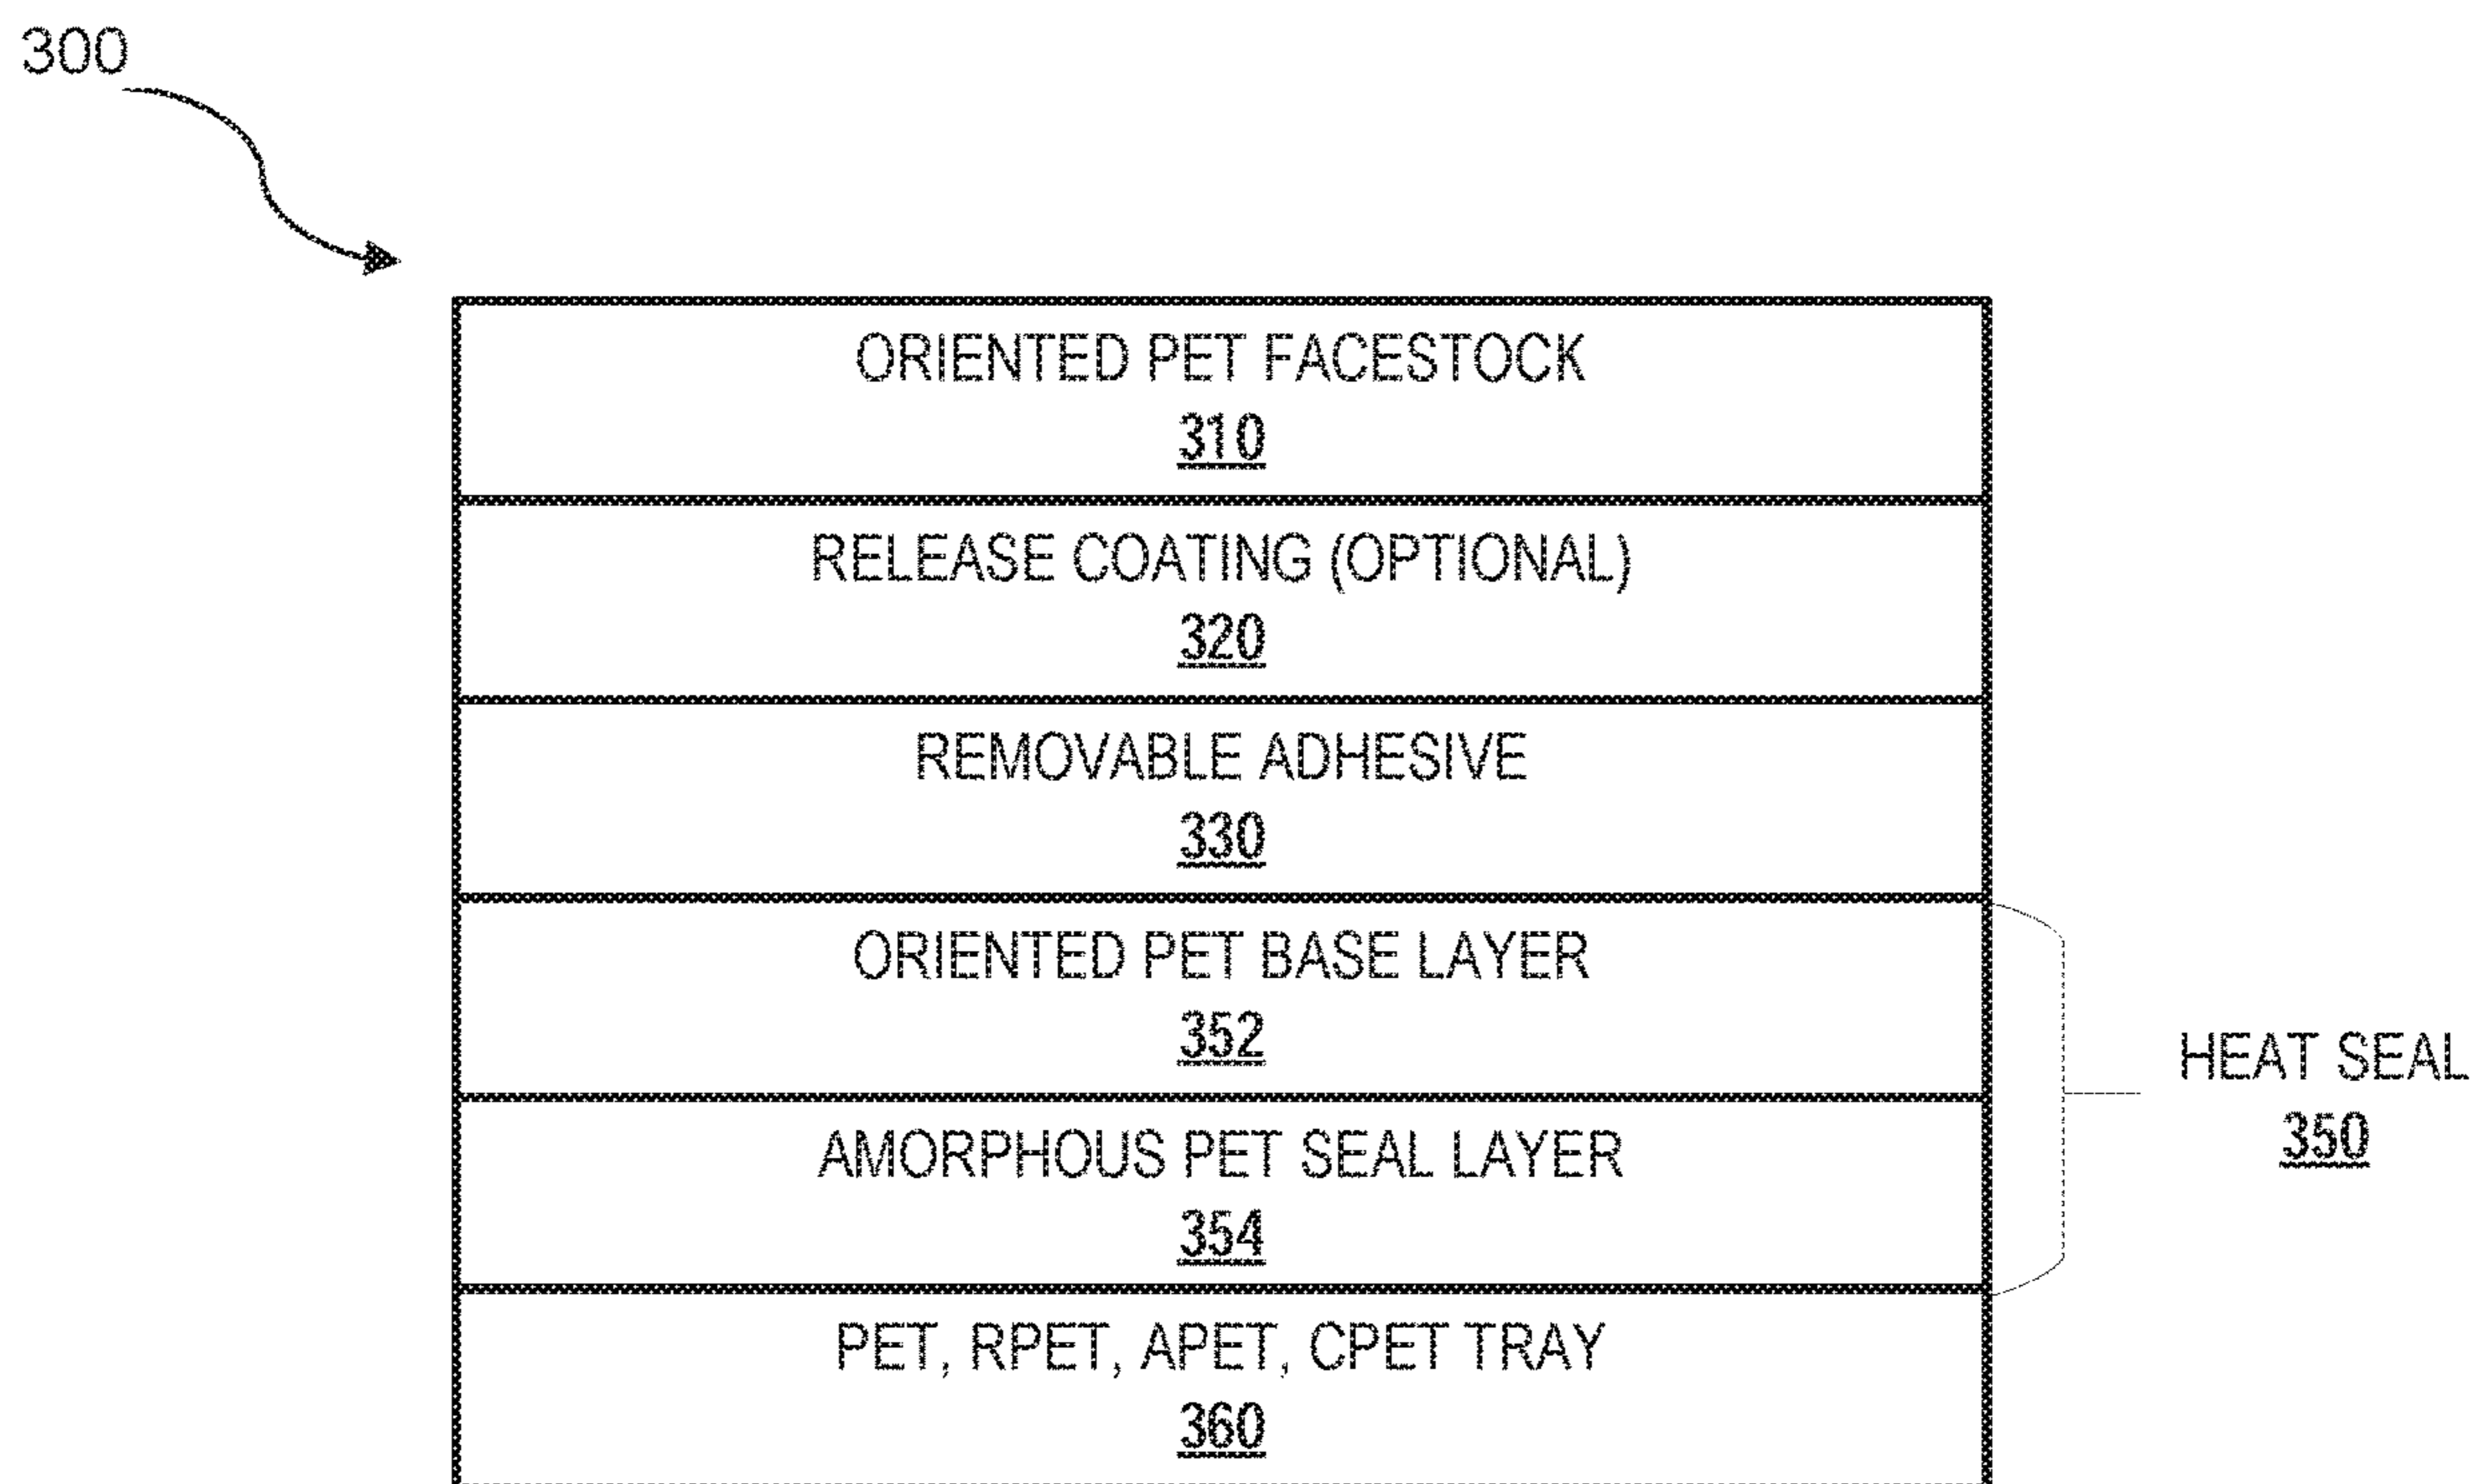 300
ORIENTED PET FACESTOCK
310
RELEASE COATING (OPTIONAL)
320
REMOVABLE ADHESIVE
330
ORIENTED PET BASE LAYER
352
AMORPHOUS PET SEAL LAYER
354
HEAT SEAL
350
PET, RPET, APET, CPET TRAY
360